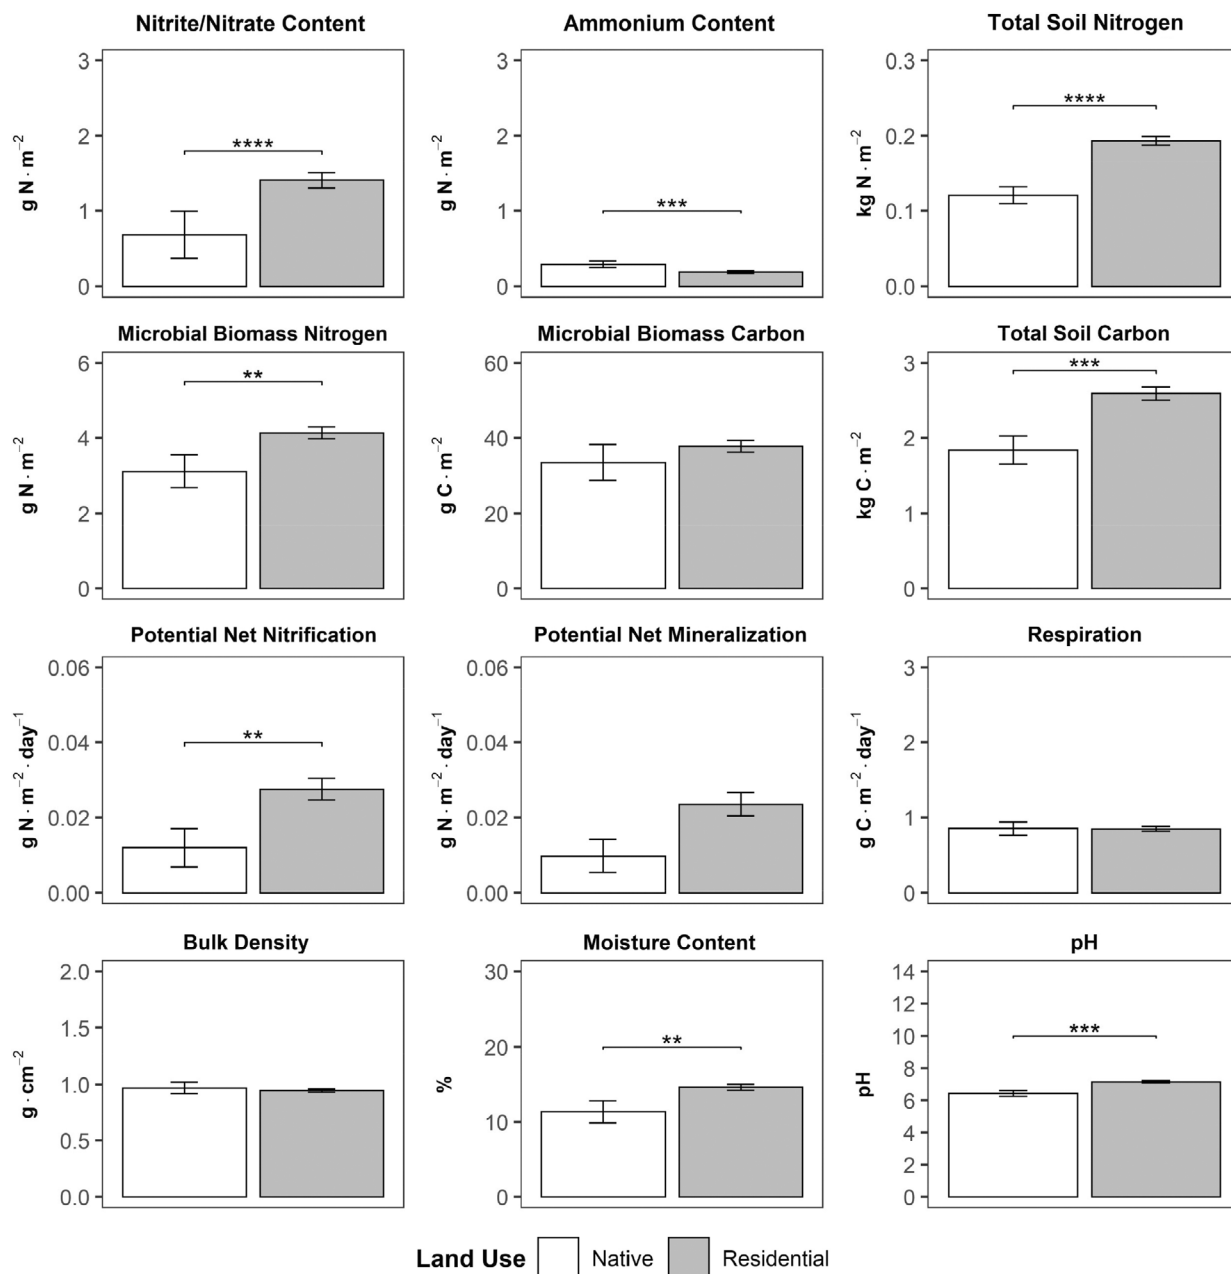 Nitrite/Nitrate Content
Ammonium Content
Total Soil Nitrogen
g N · m⁻²
3
2
1
0
****
g N · m⁻²
3
2
1
0
***
kg N · m⁻²
0.3
0.2
0.1
0.0
****
Microbial Biomass Nitrogen
Microbial Biomass Carbon
Total Soil Carbon
g N · m⁻²
6
4
2
0
**
g C · m⁻²
60
40
20
0
kg C · m⁻²
3
2
1
0
***
Potential Net Nitrification
Potential Net Mineralization
Respiration
g N · m⁻² · day⁻¹
0.06
0.04
0.02
0.00
**
g N · m⁻² · day⁻¹
0.06
0.04
0.02
0.00
g C · m⁻² · day⁻¹
3
2
1
0
Bulk Density
Moisture Content
pH
g · cm⁻²
2.0
1.5
1.0
0.5
0.0
%
30
20
10
0
**
pH
14
12
10
8
6
4
2
0
***
Land Use Native Residential